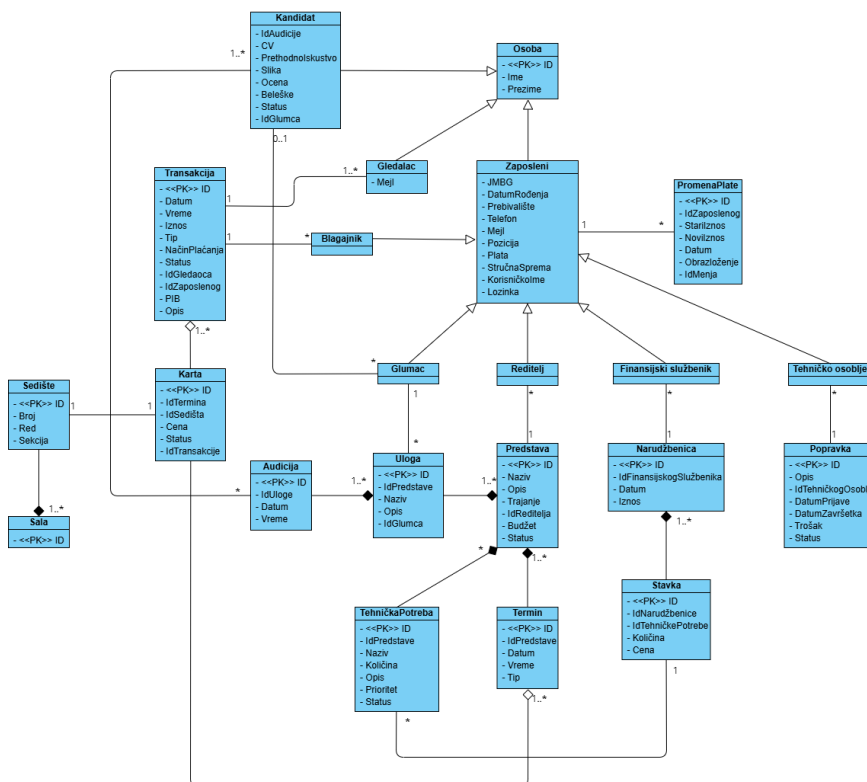 Kandidat
- IdAudicije
- CV
- PrethodnoIskustvo
- Slika
- Ocena
- Beleške
- Status
- IdGlumca
1..*
0..1
Osoba
- <<PK>> ID
- Ime
- Prezime
Transakcija
- <<PK>> ID
- Datum
- Vreme
- Iznos
- Tip
- NačinPlaćanja
- Status
- IdGledaoca
- IdZaposlenog
- PIB
- Opis
1
1
1..*
Gledalac
- Mejl
1..*
Blagajnik
*
Zaposleni
- JMBG
- DatumRođenja
- Prebivalište
- Telefon
- Mejl
- Pozicija
- Plata
- StručnaSprema
- KorisničkoIme
- Lozinka
1
*
PromenaPlate
- <<PK>> ID
- IdZaposlenog
- StariIznos
- NoviIznos
- Datum
- Obrazloženje
- IdMenja
Sedište
- <<PK>> ID
- Broj
- Red
- Sekcija
1
1
Karta
- <<PK>> ID
- IdTermina
- IdSedišta
- Cena
- Status
- IdTransakcije
*
Glumac
1
*
Reditelj
*
1
Finansijski službenik
*
1
Tehničko osoblje
*
1
1..*
Sala
- <<PK>> ID
*
Audicija
- <<PK>> ID
- IdUloge
- Datum
- Vreme
1..*
Uloga
- <<PK>> ID
- IdPredstave
- Naziv
- Opis
- IdGlumca
1..*
Predstava
- <<PK>> ID
- Naziv
- Opis
- Trajanje
- IdReditelja
- Budžet
- Status
*
1..*
Narudžbenica
- <<PK>> ID
- IdFinansijskogSlužbenika
- Datum
- Iznos
1..*
Popravka
- <<PK>> ID
- Opis
- IdTehničkogOsoblj
- DatumPrijave
- DatumZavršetka
- Trošak
- Status
TehničkaPotreba
- <<PK>> ID
- IdPredstave
- Naziv
- Količina
- Opis
- Prioritet
- Status
*
Termin
- <<PK>> ID
- IdPredstave
- Datum
- Vreme
- Tip
1..*
Stavka
- <<PK>> ID
- IdNarudžbenice
- IdTehničkePotrebe
- Količina
- Cena
1